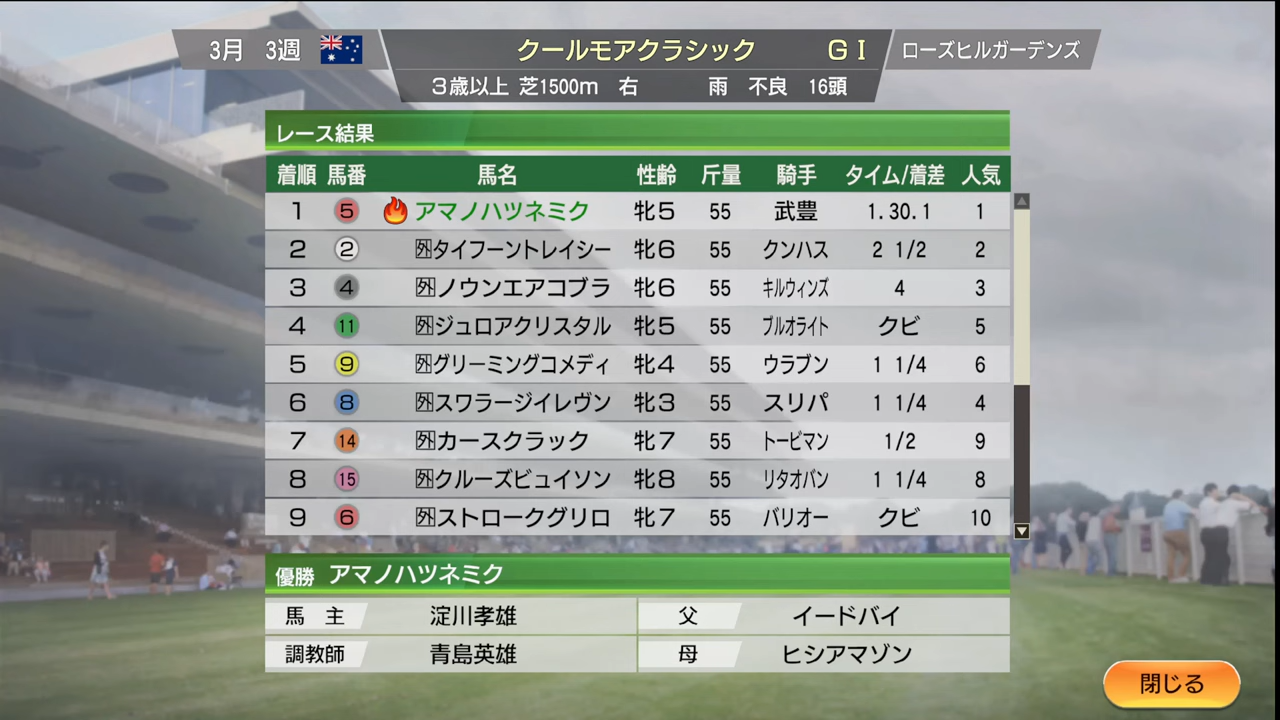 3月 3週 クールモアクラシック GⅠ ローズヒルガーデンズ
3歳以上 芝1500m 右 雨 不良 16頭
レース結果
着順 馬番 馬名 性齢 斤量 騎手 タイム/着差 人気
1 5 アマノハツネミク 牝5 55 武豊 1.30.1 1
2 2 外タイフーントレイシー 牝6 55 クンハス 2 1/2 2
3 4 外ノウンエアコブラ 牝6 55 キルウィンズ 4 3
4 11 外ジュロアクリスタル 牝5 55 ブルオライト クビ 5
5 9 外グリーミングコメディ 牝4 55 ウラブン 1 1/4 6
6 8 外スワラージイレヴン 牝3 55 スリパ 1 1/4 4
7 14 外カースクラック 牝7 55 トービマン 1/2 9
8 15 外クルーズビュイソン 牝8 55 リタオバン 1 1/4 8
9 6 外ストロークグリロ 牝7 55 バリオー クビ 10
優勝 アマノハツネミク
馬主 淀川孝雄 父 イードバイ
調教師 青島英雄 母 ヒシアマゾン
閉じる